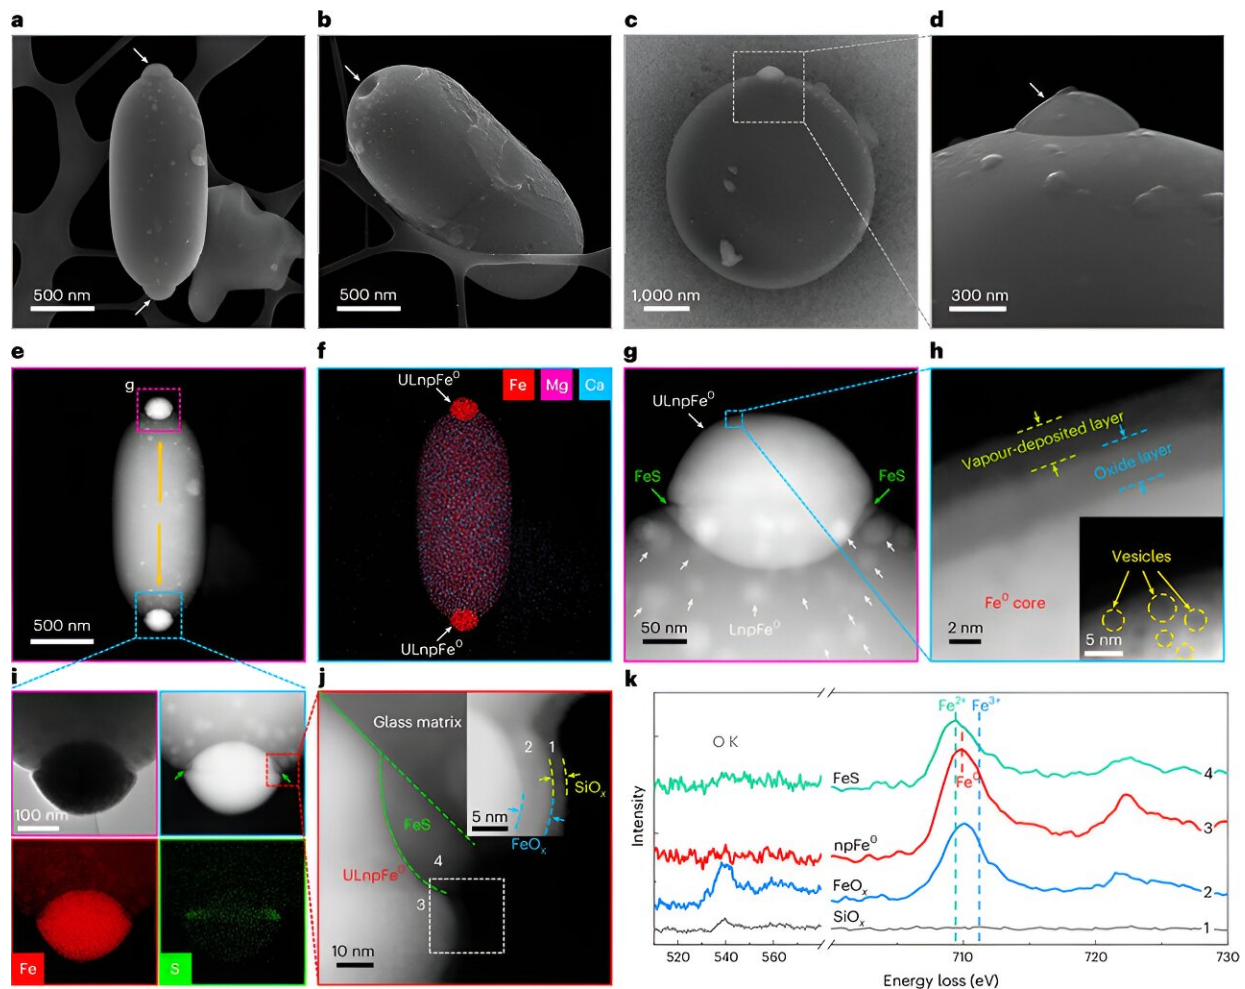 a
b
c
d
500 nm
500 nm
1,000 nm
300 nm
e
f
g
h
g
500 nm
ULnpFe⁰
Fe
Mg
Ca
ULnpFe⁰
ULnpFe⁰
FeS
FeS
LnpFe⁰
50 nm
Vapour-deposited layer
Oxide layer
Fe⁰ core
2 nm
Vesicles
5 nm
i
j
k
100 nm
Fe
S
Glass matrix
FeS
ULnpFe⁰
4
3
10 nm
2
1
SiOₓ
5 nm
FeOₓ
Intensity
O K
Fe²⁺
Fe³⁺
Fe⁰
FeS
4
npFe⁰
3
FeOₓ
2
SiOₓ
1
520 540 560 710 720 730
Energy loss (eV)